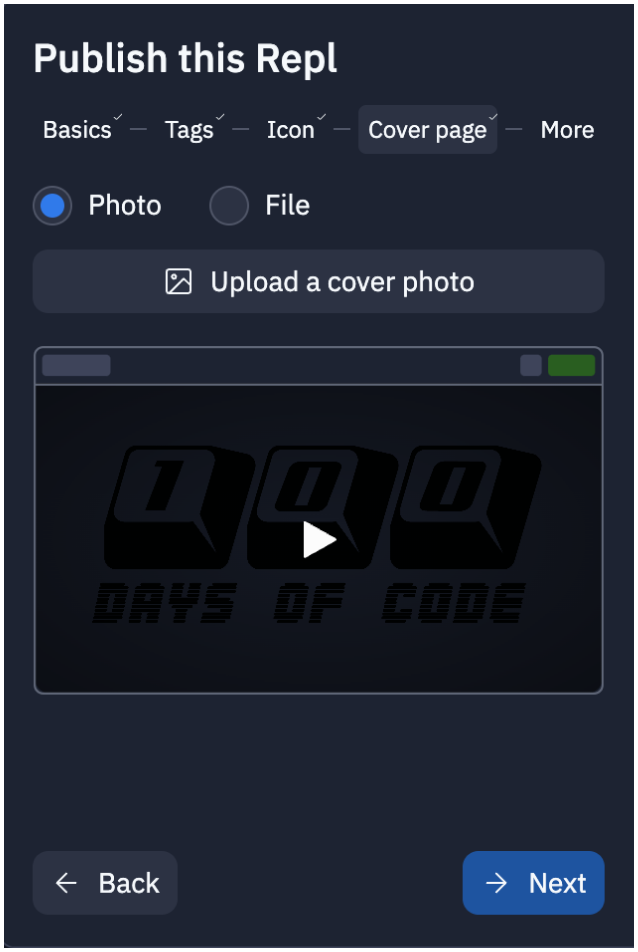 Publish this Repl
Basics Tags Icon Cover page More
Photo File
Upload a cover photo
100
DAYS OF CODE
Back Next